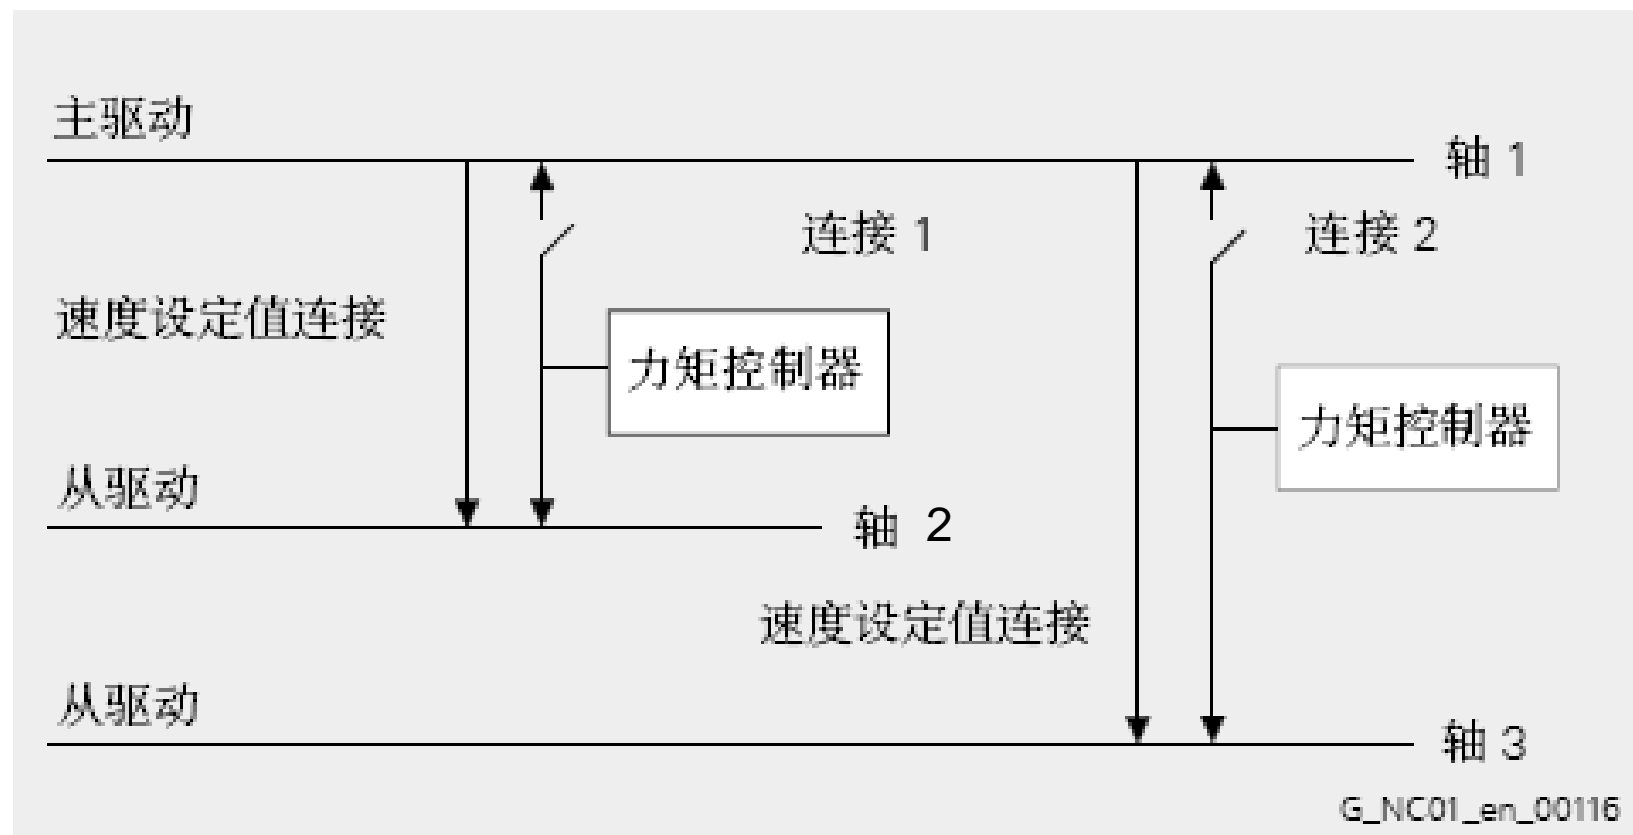 主驱动
轴 1
连接 1
连接 2
速度设定值连接
力矩控制器
力矩控制器
从驱动
轴 2
速度设定值连接
从驱动
轴 3
G_NC01_en_00116